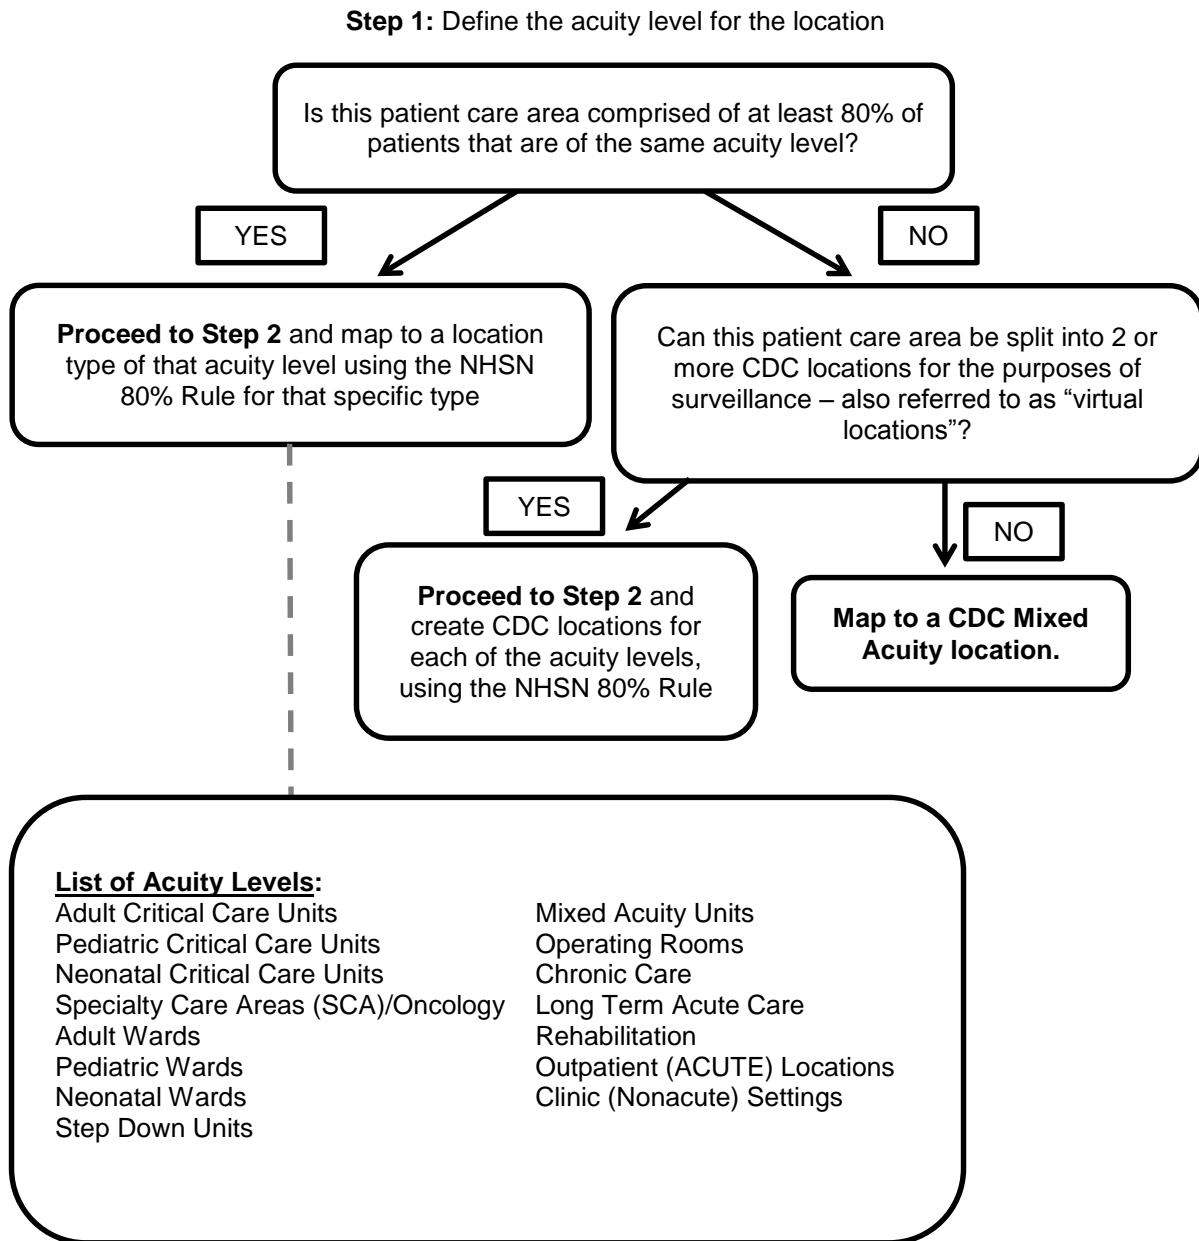 Step 1: Define the acuity level for the location
Is this patient care area comprised of at least 80% of
patients that are of the same acuity level?
YES
NO
Proceed to Step 2 and map to a location
type of that acuity level using the NHSN
80% Rule for that specific type
Can this patient care area be split into 2 or
more CDC locations for the purposes of
surveillance – also referred to as “virtual
locations”?
YES
NO
Proceed to Step 2 and
create CDC locations for
each of the acuity levels,
using the NHSN 80% Rule
Map to a CDC Mixed
Acuity location.
List of Acuity Levels:
Adult Critical Care Units
Pediatric Critical Care Units
Neonatal Critical Care Units
Specialty Care Areas (SCA)/Oncology
Adult Wards
Pediatric Wards
Neonatal Wards
Step Down Units
Mixed Acuity Units
Operating Rooms
Chronic Care
Long Term Acute Care
Rehabilitation
Outpatient (ACUTE) Locations
Clinic (Nonacute) Settings